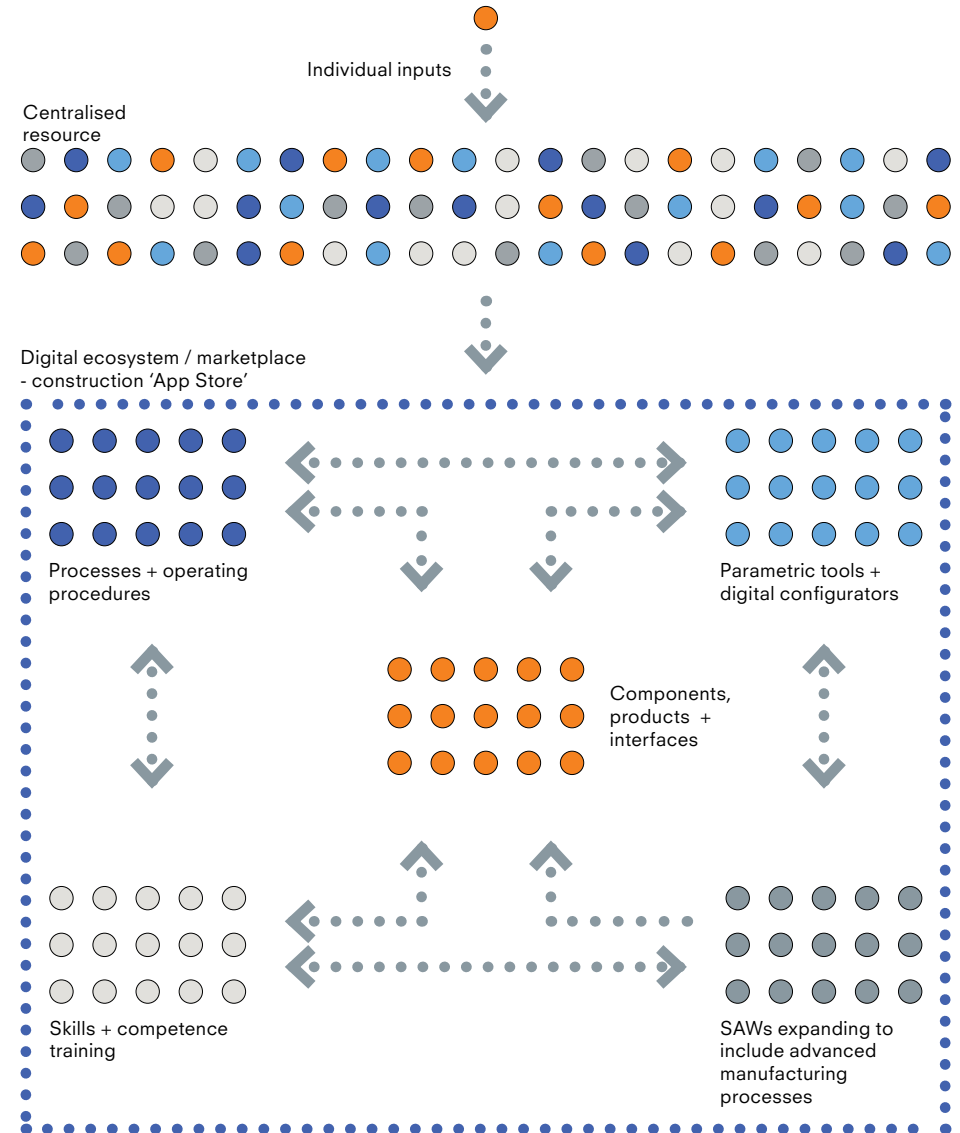 Individual inputs
Centralised
resource
Digital ecosystem / marketplace
- construction 'App Store'
Processes + operating
procedures
Parametric tools +
digital configurators
Components,
products +
interfaces
Skills + competence
training
SAWs expanding to
include advanced
manufacturing
processes